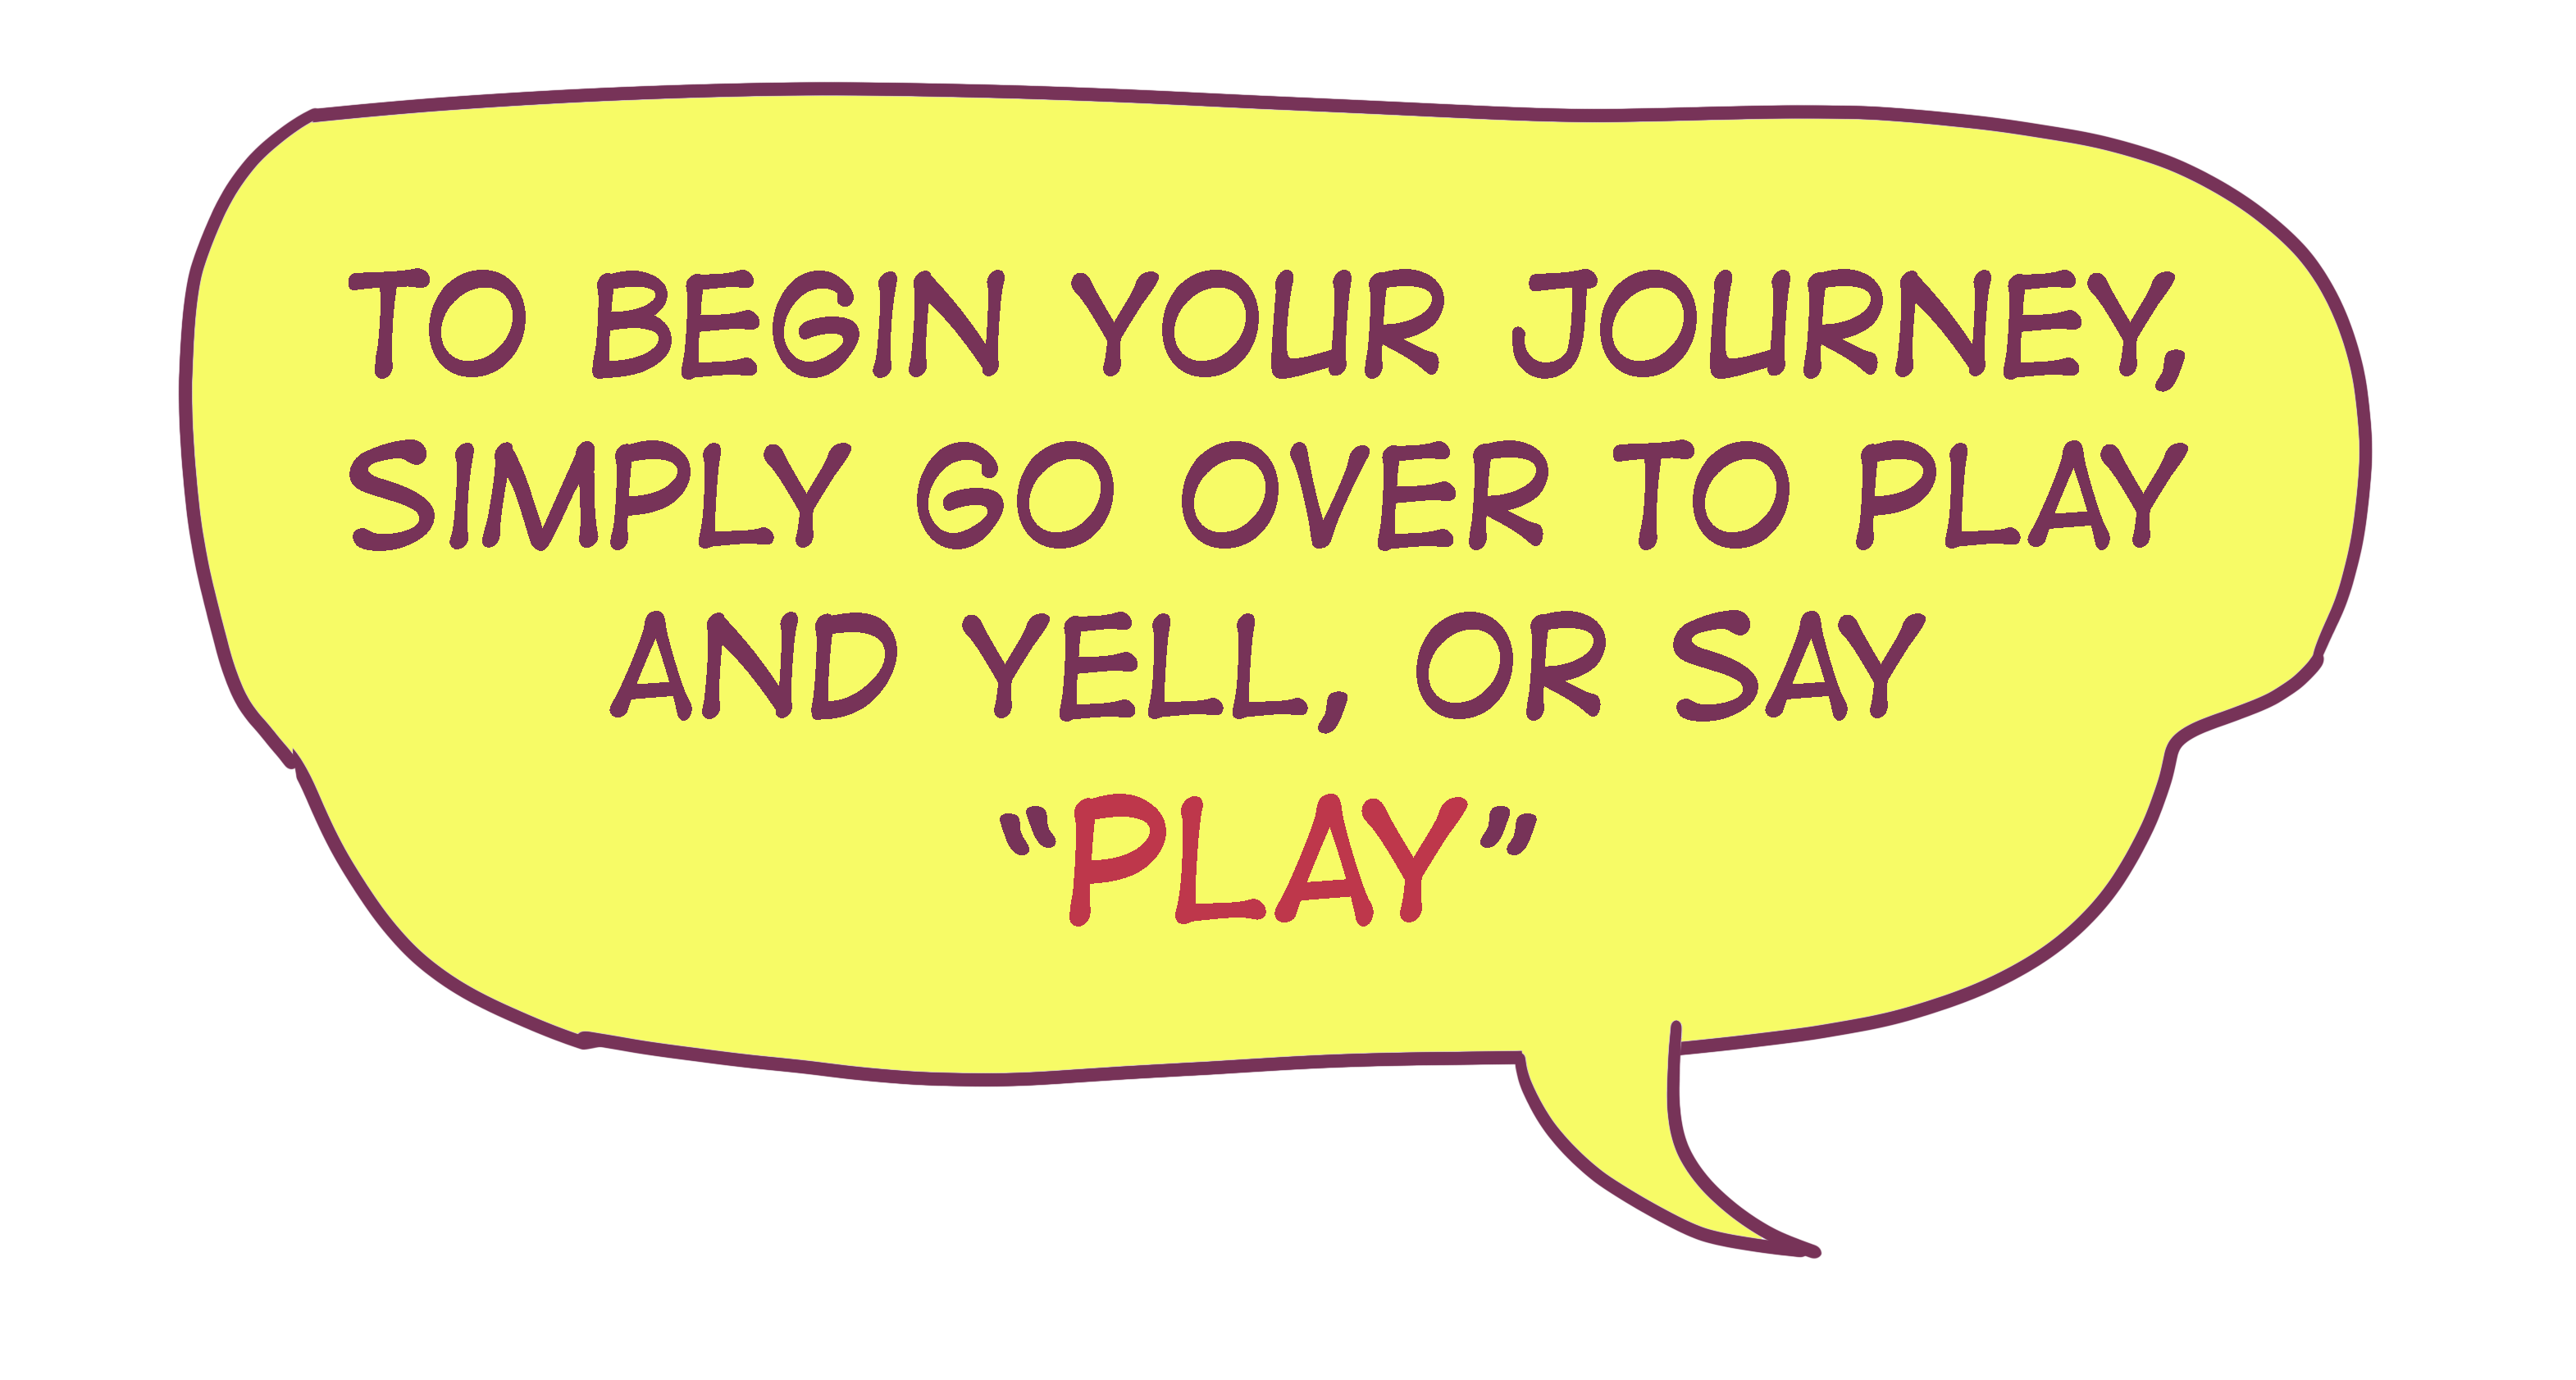 TO BEGIN YOUR JOURNEY,
SIMPLY GO OVER TO PLAY
AND YELL, OR SAY
“PLAY”